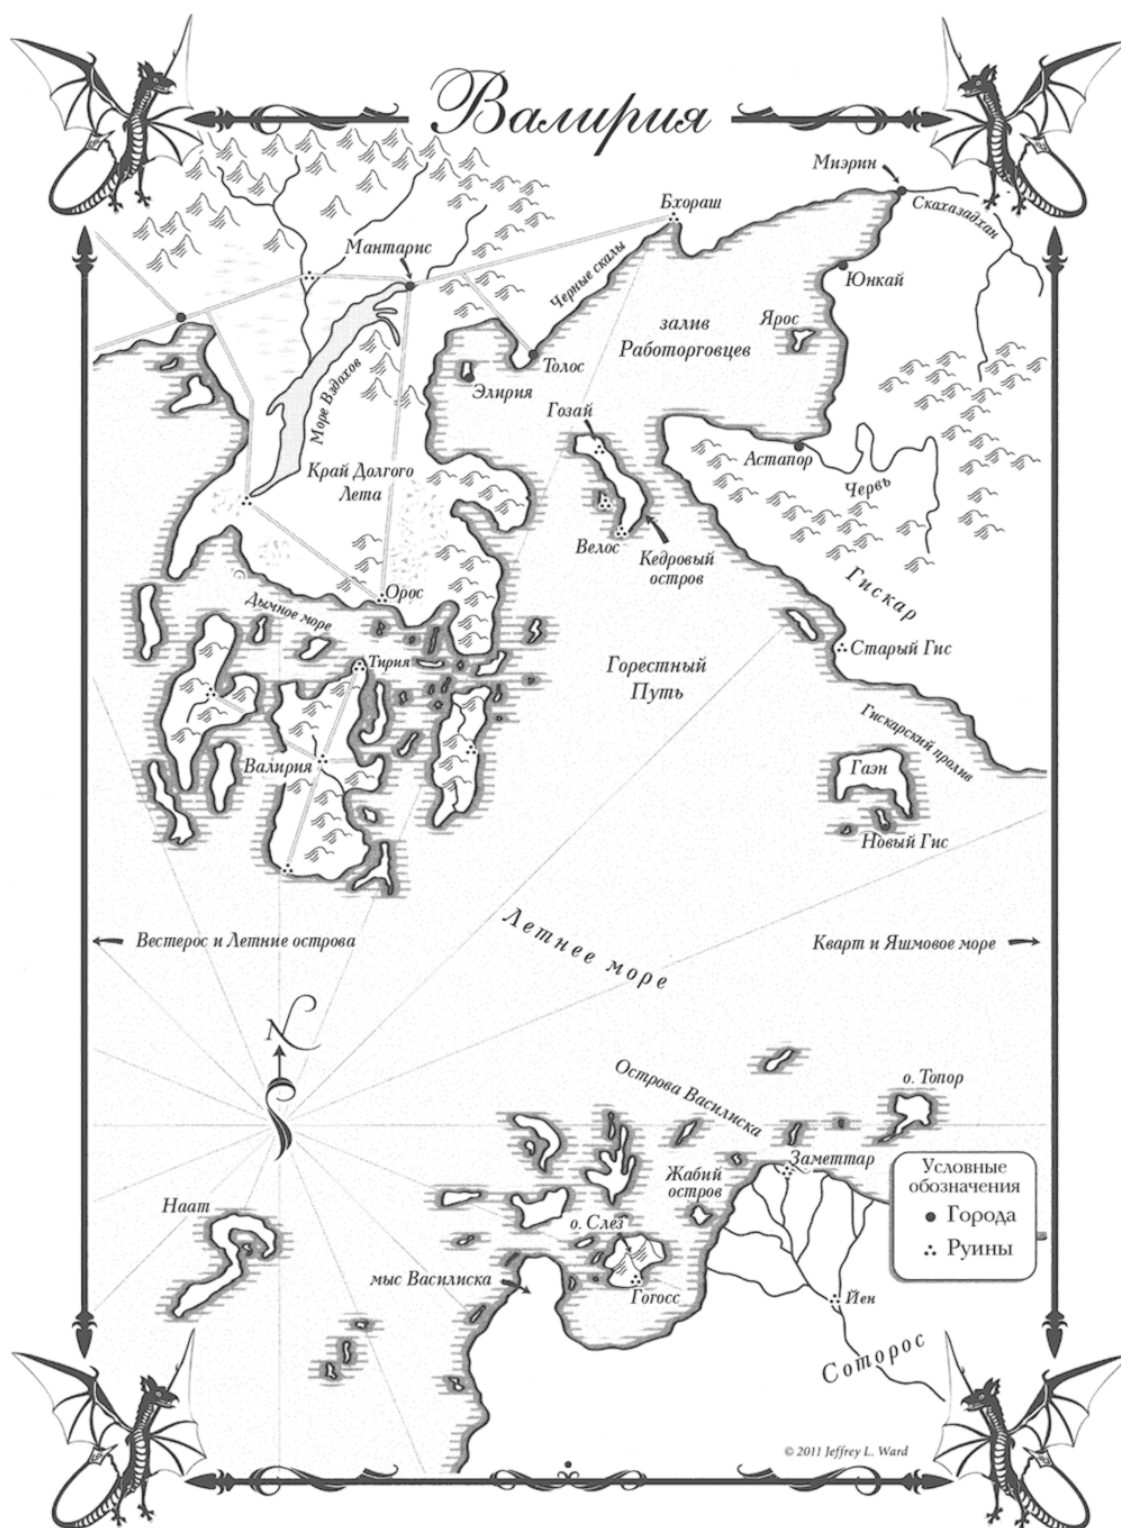 Валирия
Миэрин
Скахазадхан
Бхораш
Мантарис
Черные скалы
Юнкай
Ярос
залив
Работорговцев
Толос
Элирия
Море Вздохов
Гозай
Астапор
Червь
Край Долгого
Лета
Велос
Кедровый
остров
Гискар
Орос
Дымное море
Тирия
Старый Гис
Горестный
Путь
Гискарский пролив
Валирия
Гаэн
Новый Гис
Летнее море
Вестерос и Летние острова
Кварт и Яшмовое море
N
Острова Василиска
о. Топор
Заметтар
Жабий
остров
Условные
обозначения
Города
Руины
Наат
о. Слез
мыс Василиска
Гогосс
Йен
Соторос
© 2011 Jeffrey L. Ward